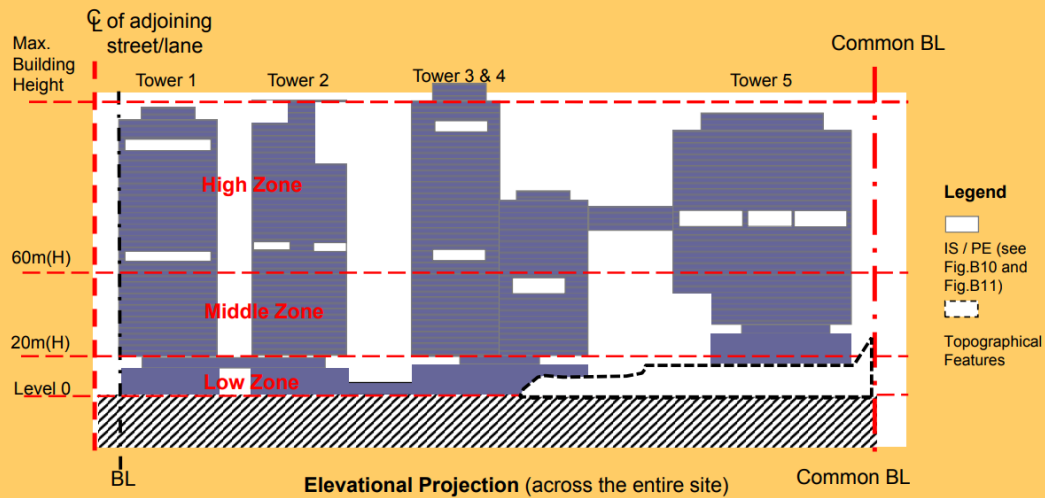 ℄ of adjoining
street/lane
Max.
Building
Height
Common BL
Tower 1
Tower 2
Tower 3 & 4
Tower 5
High Zone
Legend
IS / PE (see
Fig.B10 and
Fig.B11)
60m(H)
Middle Zone
20m(H)
Topographical
Features
Low Zone
Level 0
BL
Elevational Projection (across the entire site)
Common BL